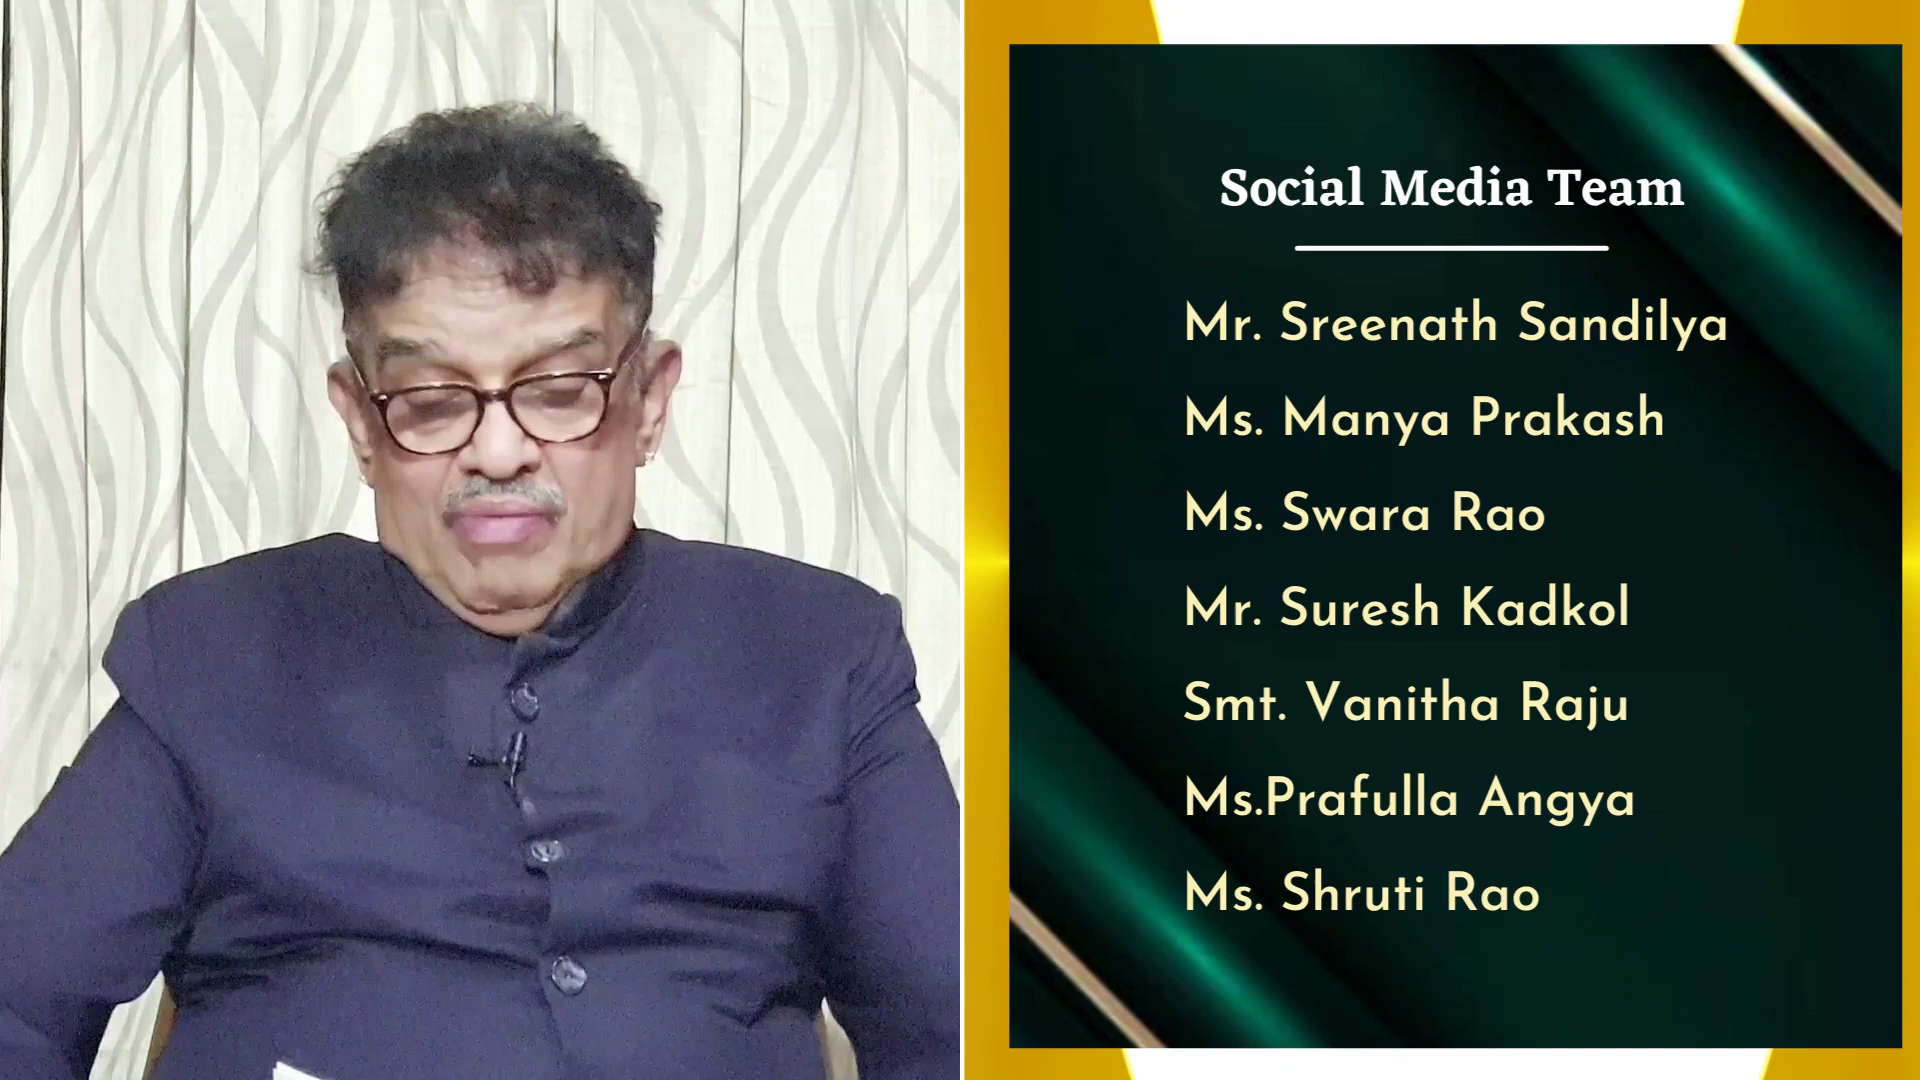 Social Media Team
Mr. Sreenath Sandilya
Ms. Manya Prakash
Ms. Swara Rao
Mr. Suresh Kadkol
Smt. Vanitha Raju
Ms.Prafulla Angya
Ms. Shruti Rao